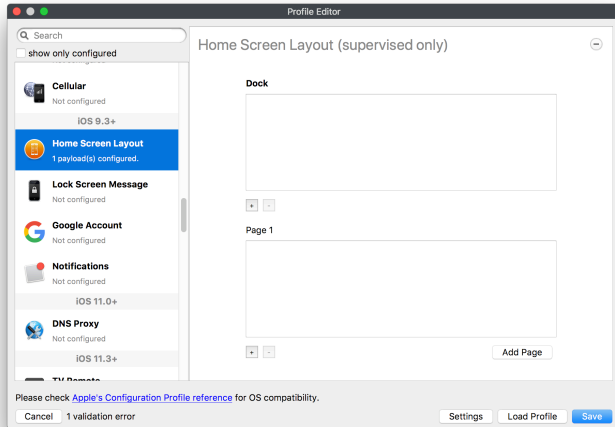 Profile Editor
Search
show only configured
Cellular
Not configured
iOS 9.3+
Home Screen Layout
1 payload(s) configured.
Lock Screen Message
Not configured
Google Account
Not configured
Notifications
Not configured
iOS 11.0+
DNS Proxy
Not configured
iOS 11.3+
TV Remote
Home Screen Layout (supervised only)
Dock
+ -
Page 1
+ -
Add Page
Please check Apple's Configuration Profile reference for OS compatibility.
Cancel 1 validation error Settings Load Profile Save